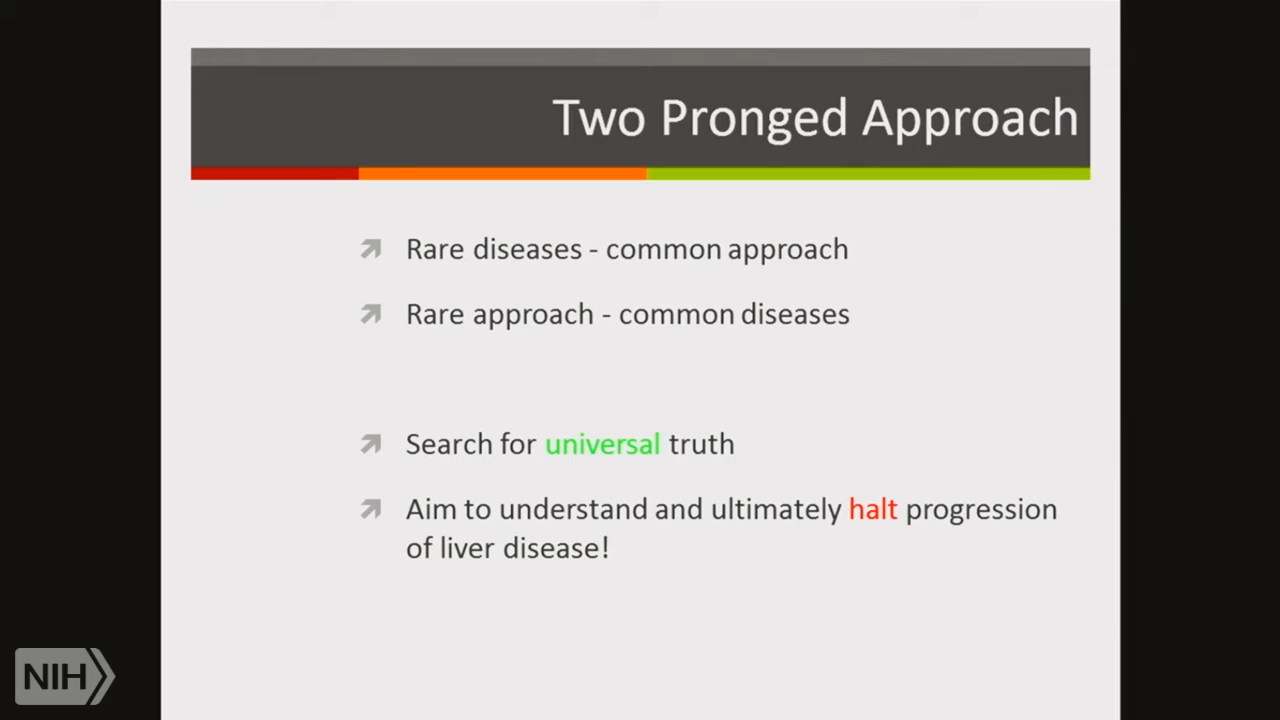 Two Pronged Approach
Rare diseases - common approach
Rare approach - common diseases
Search for universal truth
Aim to understand and ultimately halt progression
of liver disease!
NIH